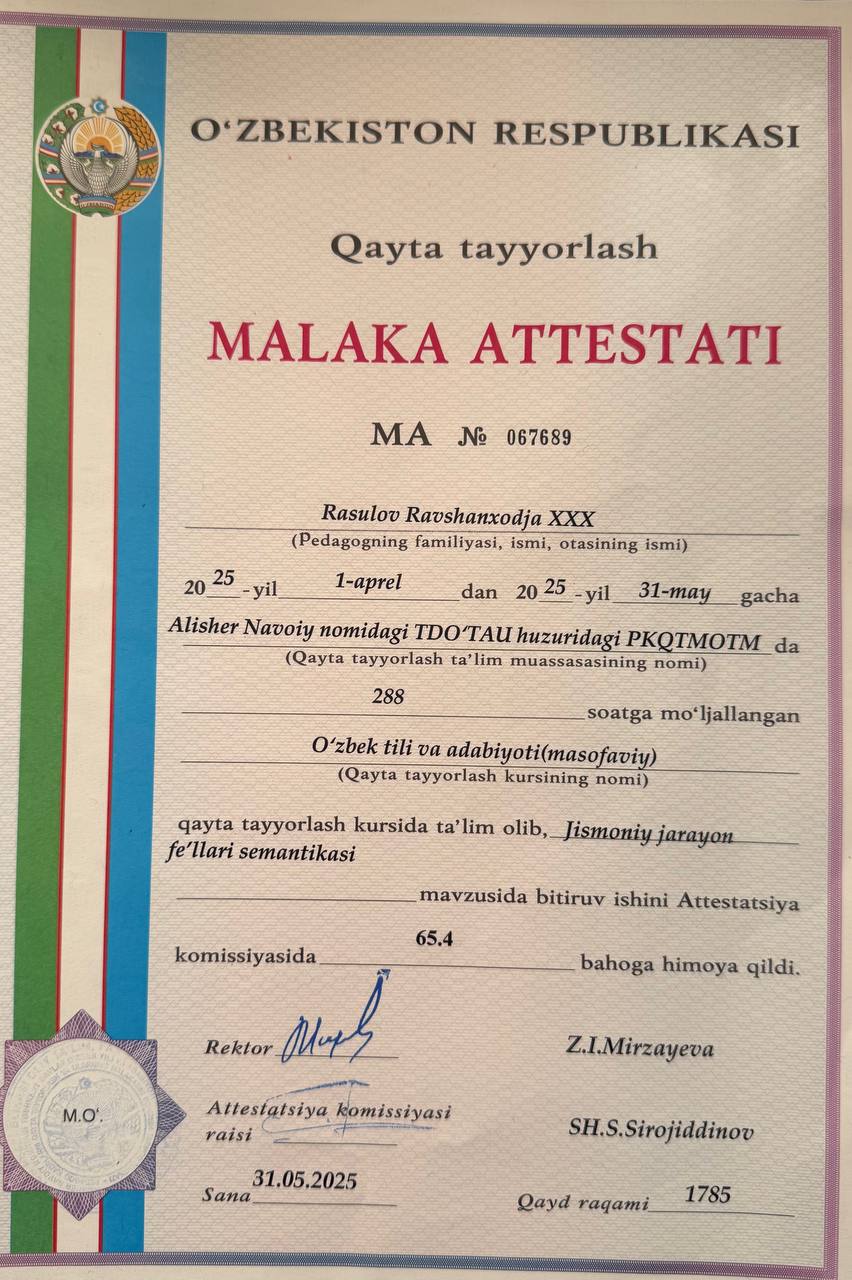 O‘ZBEKISTON RESPUBLIKASI
Qayta tayyorlash
MALAKA ATTESTATI
MA № 067689
Rasulov Ravshanxodja XXX
(Pedagogning familiyasi, ismi, otasining ismi)
20 25 -yil 1-aprel dan 20 25 -yil 31-may gacha
Alisher Navoiy nomidagi TDO‘TAU huzuridagi PKQTMOTM da
(Qayta tayyorlash ta’lim muassasasining nomi)
288 soatga mo‘ljallangan
O‘zbek tili va adabiyoti(masofaviy)
(Qayta tayyorlash kursining nomi)
qayta tayyorlash kursida ta’lim olib, Jismoniy jarayon
fe’llari semantikasi
mavzusida bitiruv ishini Attestatsiya
komissiyasida 65.4 bahoga himoya qildi.
Rektor Z.I.Mirzayeva
Attestatsiya komissiyasi
raisi SH.S.Sirojiddinov
M.O‘.
Sana 31.05.2025 Qayd raqami 1785